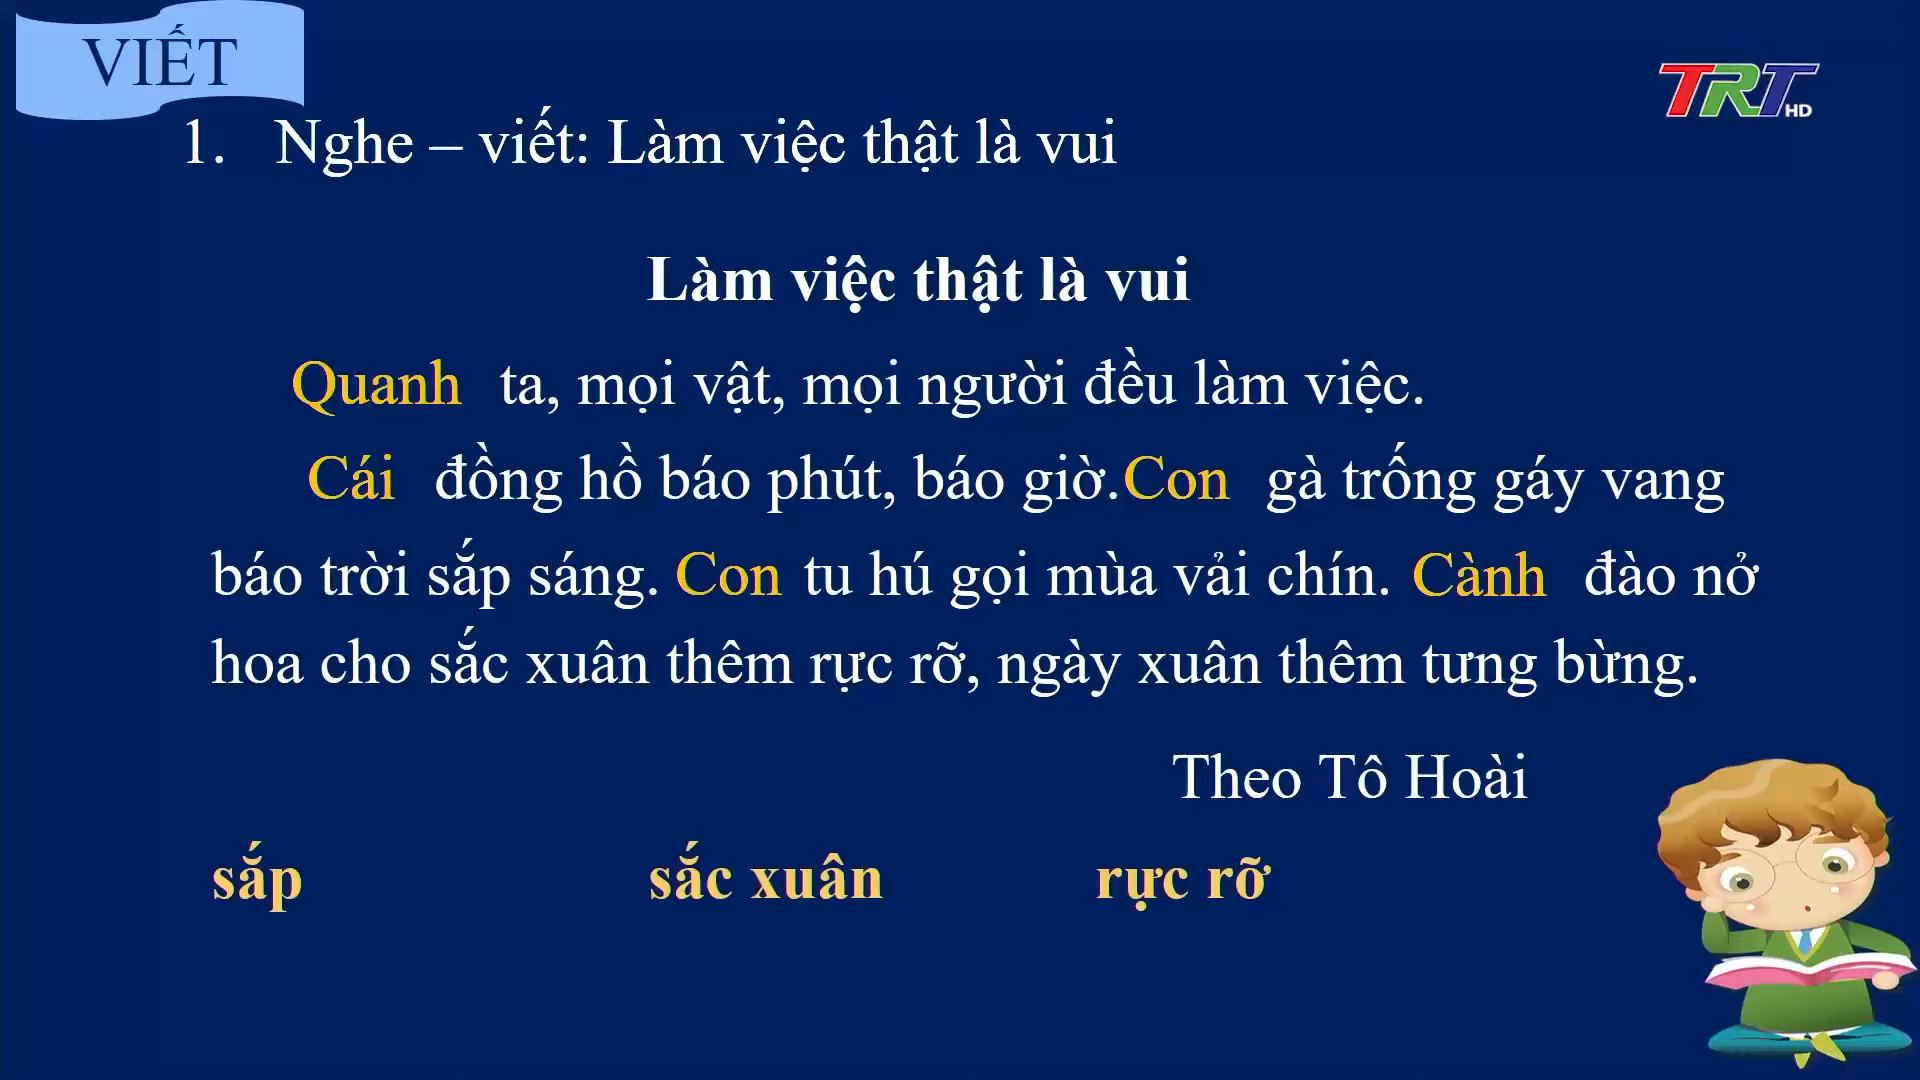 VIẾT
TRT HD
1. Nghe – viết: Làm việc thật là vui
Làm việc thật là vui
Quanh ta, mọi vật, mọi người đều làm việc.
Cái đồng hồ báo phút, báo giờ.Con gà trống gáy vang
báo trời sắp sáng. Con tu hú gọi mùa vải chín. Cành đào nở
hoa cho sắc xuân thêm rực rỡ, ngày xuân thêm tưng bừng.
Theo Tô Hoài
sắp sắc xuân rực rỡ